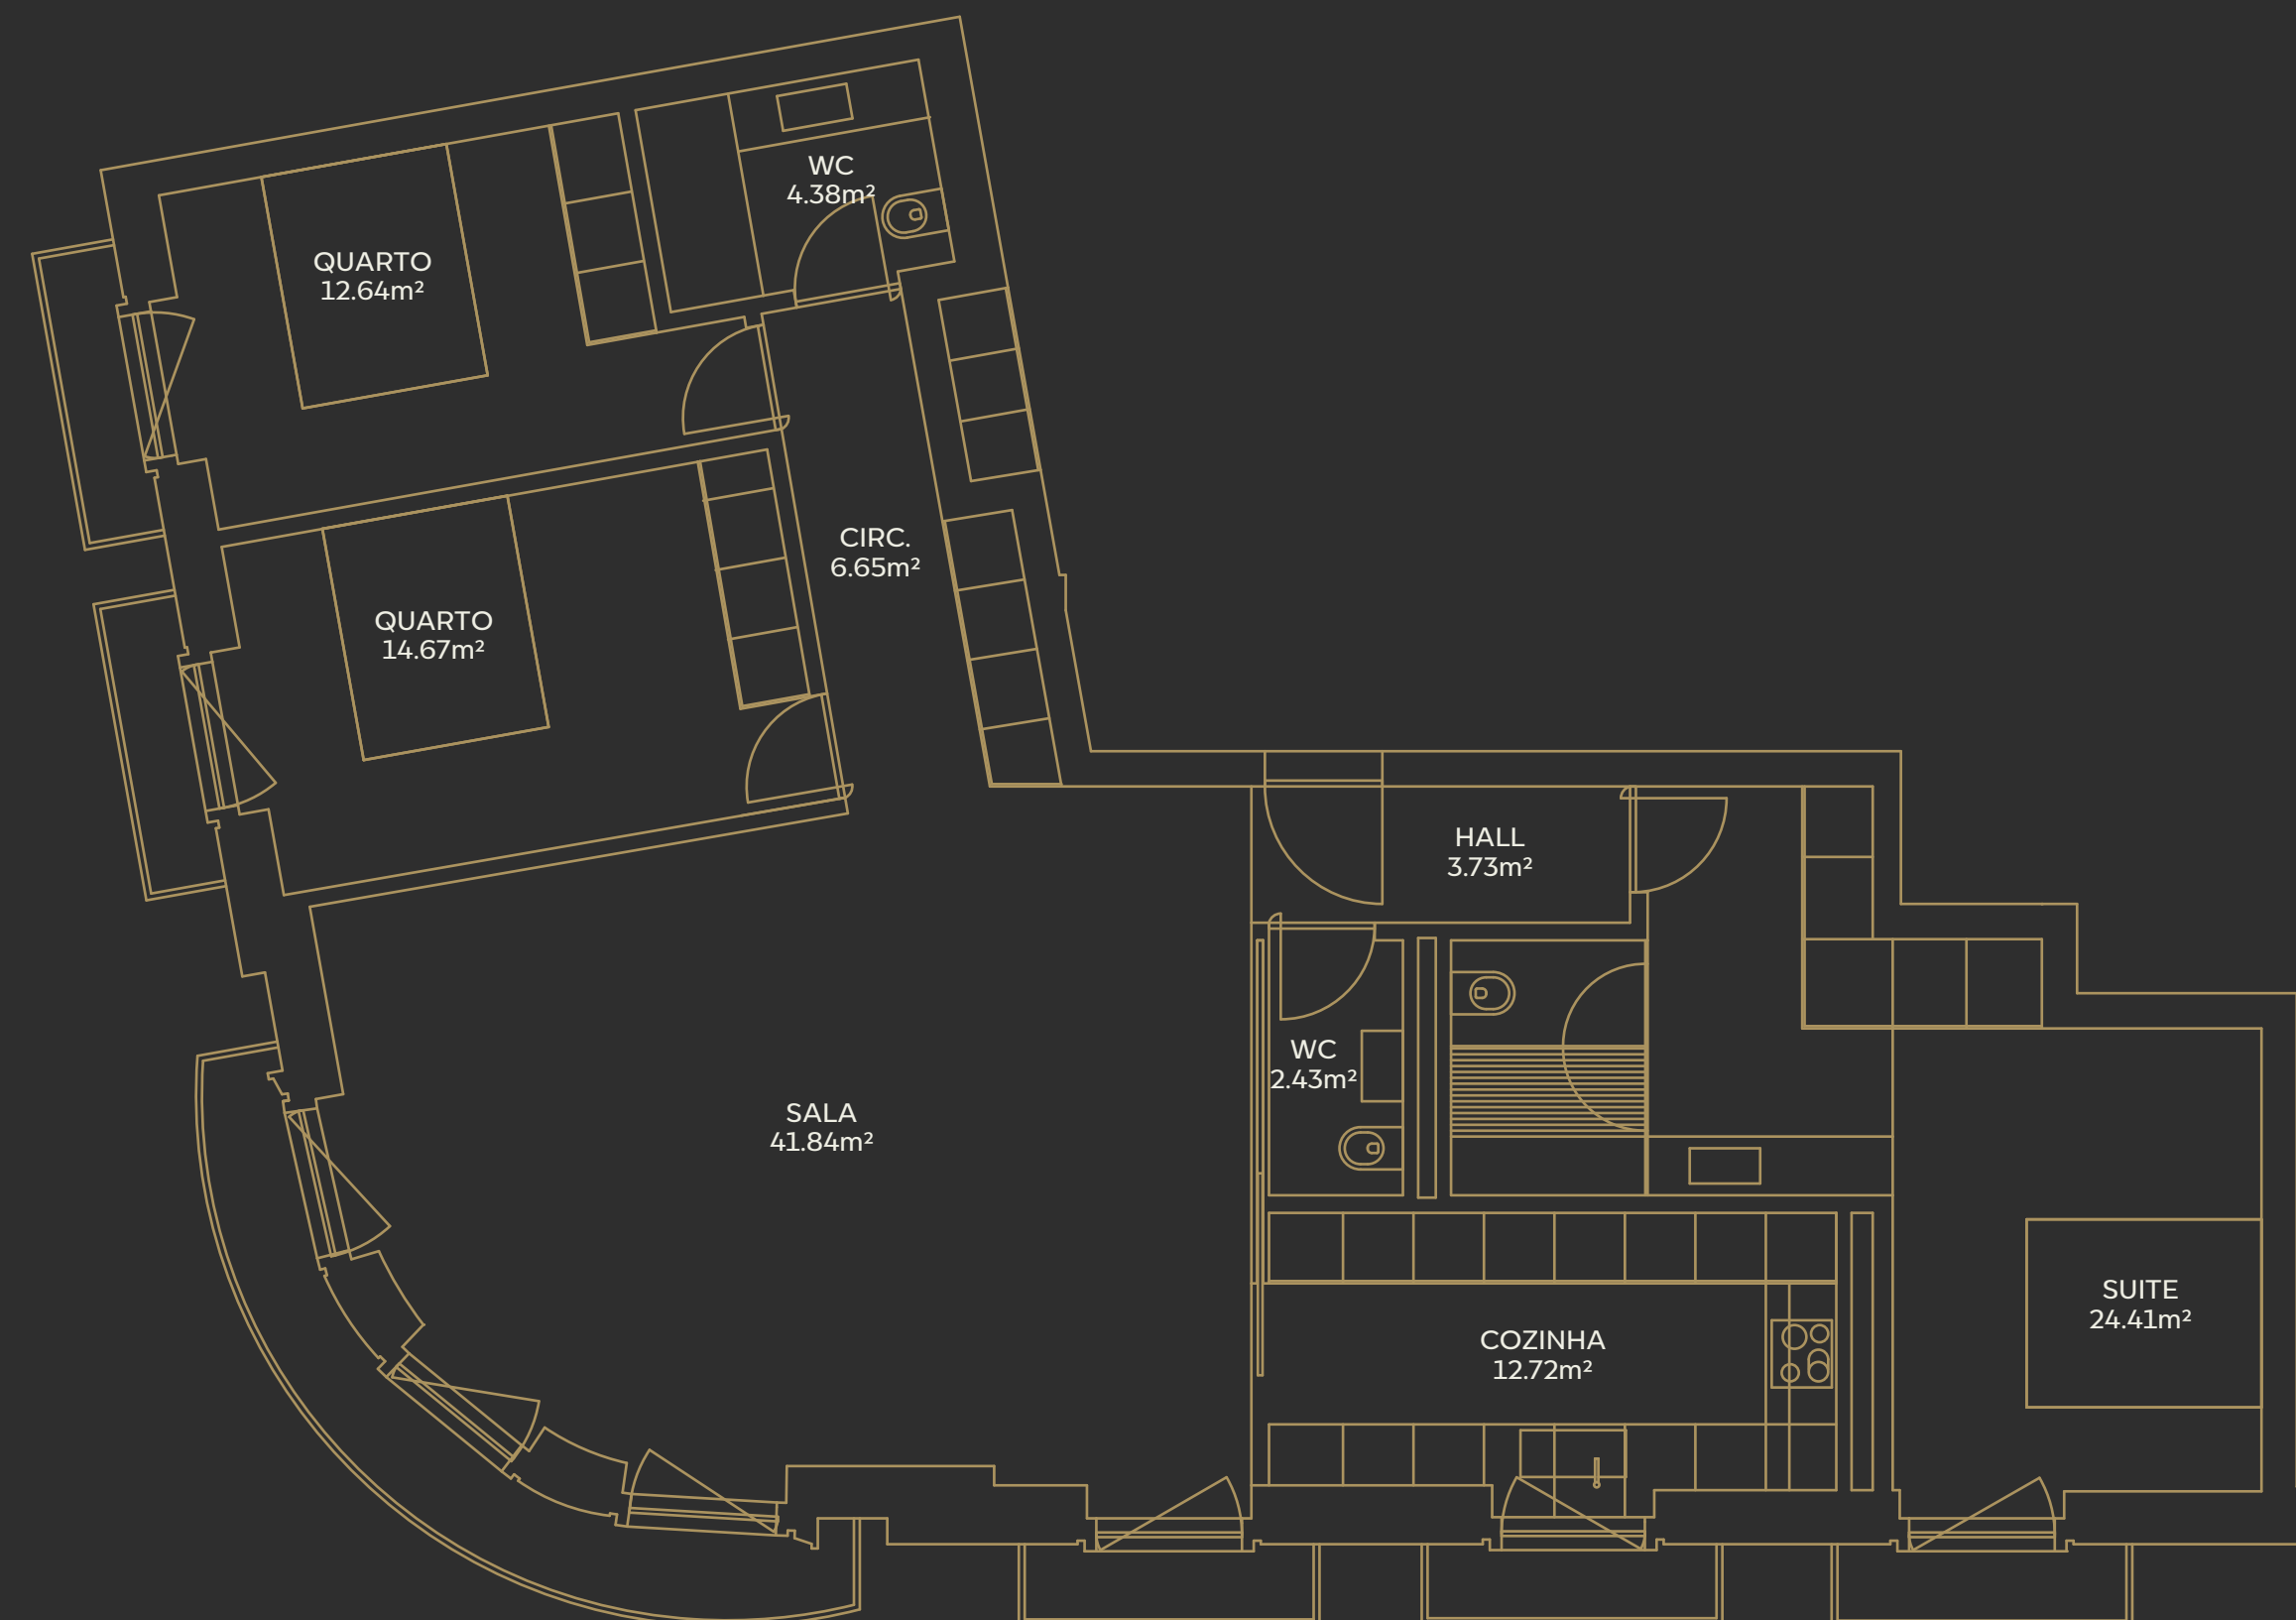 WC
4.38m²
QUARTO
12.64m²
CIRC.
6.65m²
QUARTO
14.67m²
HALL
3.73m²
WC
2.43m²
SALA
41.84m²
SUITE
24.41m²
COZINHA
12.72m²